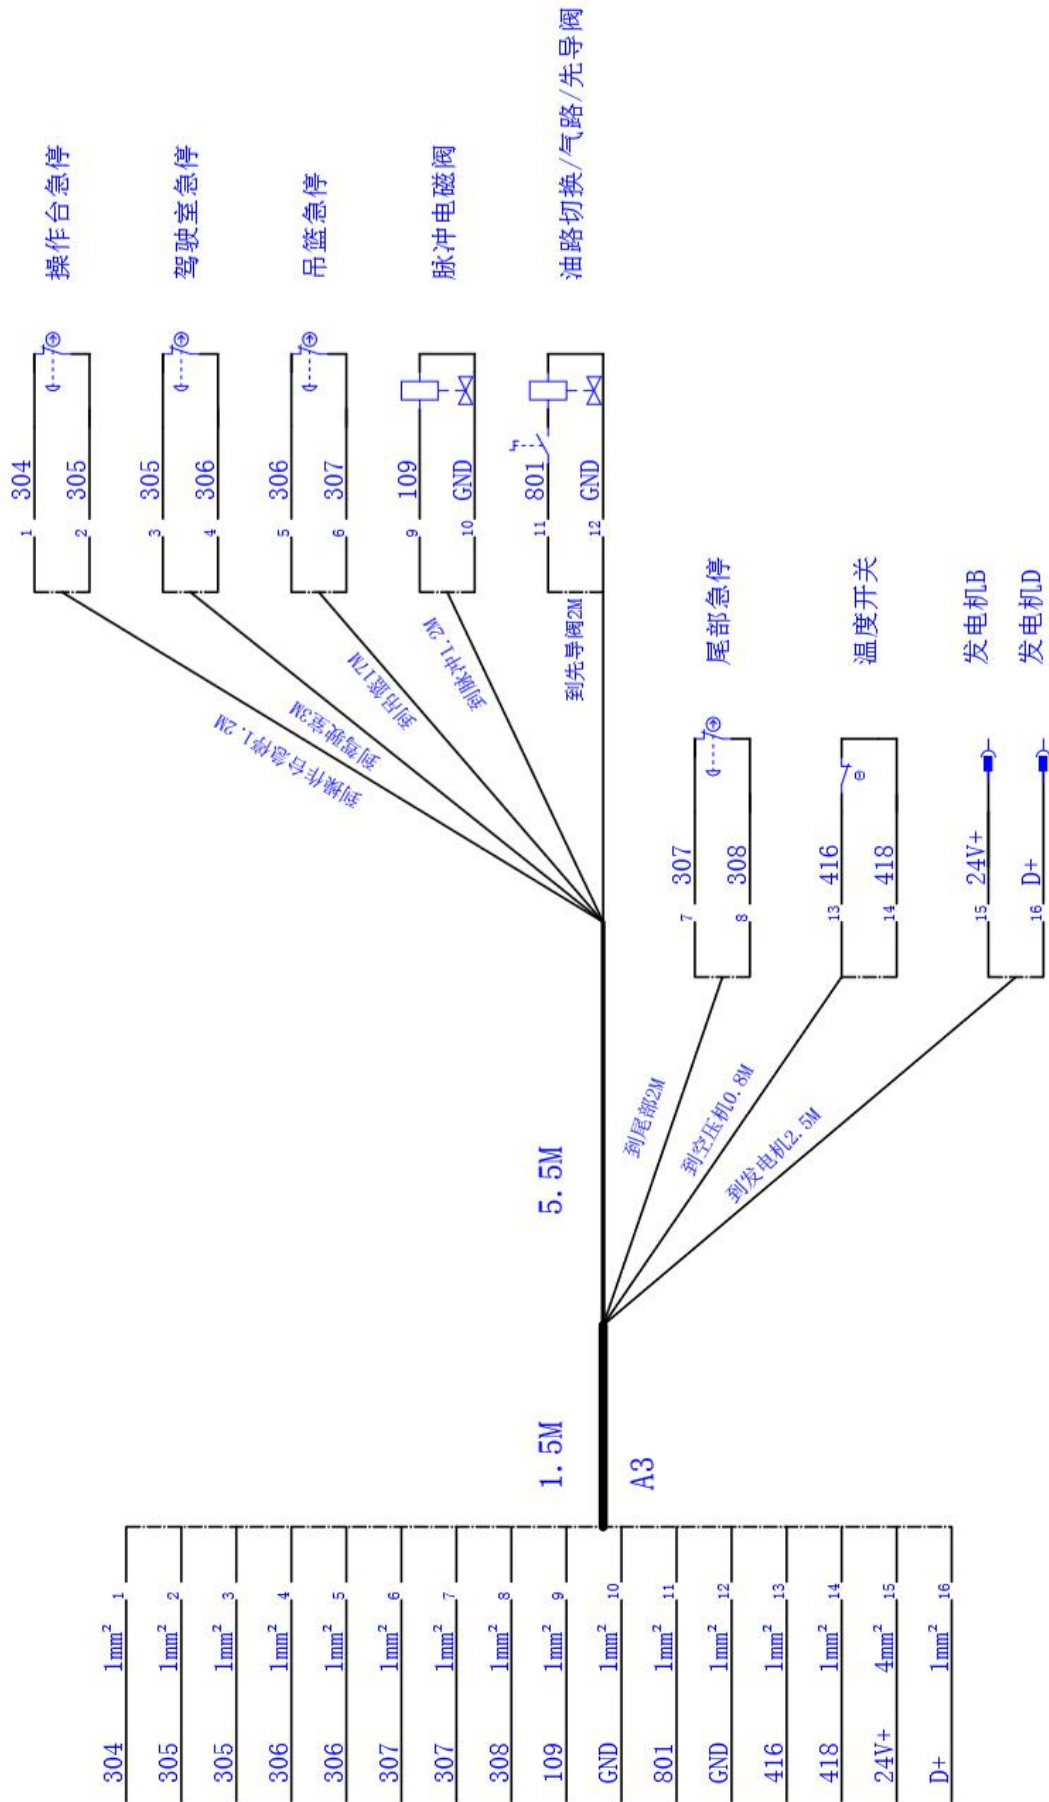 操作台急停
驾驶室急停
吊篮急停
脉冲电磁阀
油路切换/气路/先导阀
304
305
305
306
306
307
109
GND
801
GND
1
2
3
4
5
6
9
10
11
12
到操作台急停1.2M
到驾驶室3M
到吊篮17M
到脉冲1.2M
到先导阀2M
尾部急停
温度开关
发电机B
发电机D
307
308
416
418
24V+
D+
7
8
13
14
15
16
到尾部2M
到空压机0.8M
到发电机2.5M
5.5M
1.5M
A3
304 1mm² 1
305 1mm² 2
305 1mm² 3
306 1mm² 4
306 1mm² 5
307 1mm² 6
307 1mm² 7
308 1mm² 8
109 1mm² 9
GND 1mm² 10
801 1mm² 11
GND 1mm² 12
416 1mm² 13
418 1mm² 14
24V+ 4mm² 15
D+ 1mm² 16